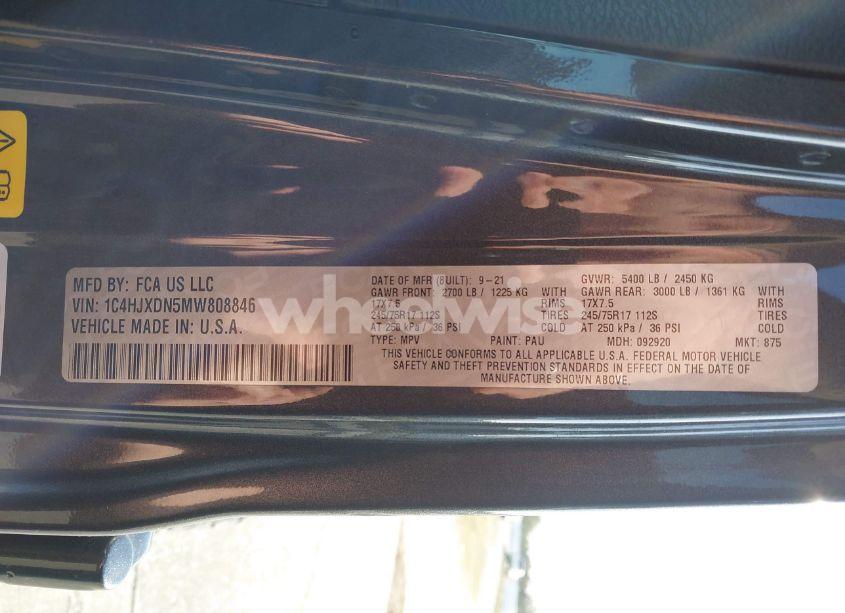 MFD BY: FCA US LLC
VIN: 1C4HJXDN5MW808846
VEHICLE MADE IN: U.S.A.
DATE OF MFR (BUILT): 9-21 GVWR: 5400 LB / 2450 KG
GAWR FRONT: 2700 LB / 1225 KG WITH GAWR REAR: 3000 LB / 1361 KG WITH
17X7.5 RIMS 17X7.5 RIMS
245/75R17 112S TIRES 245/75R17 112S TIRES
AT 250 kPa / 36 PSI COLD AT 250 kPa / 36 PSI COLD
TYPE: MPV PAINT: PAU MDH: 092920 MKT: 875
THIS VEHICLE CONFORMS TO ALL APPLICABLE U.S.A. FEDERAL MOTOR VEHICLE
SAFETY AND THEFT PREVENTION STANDARDS IN EFFECT ON THE DATE OF
MANUFACTURE SHOWN ABOVE.
wheelwise